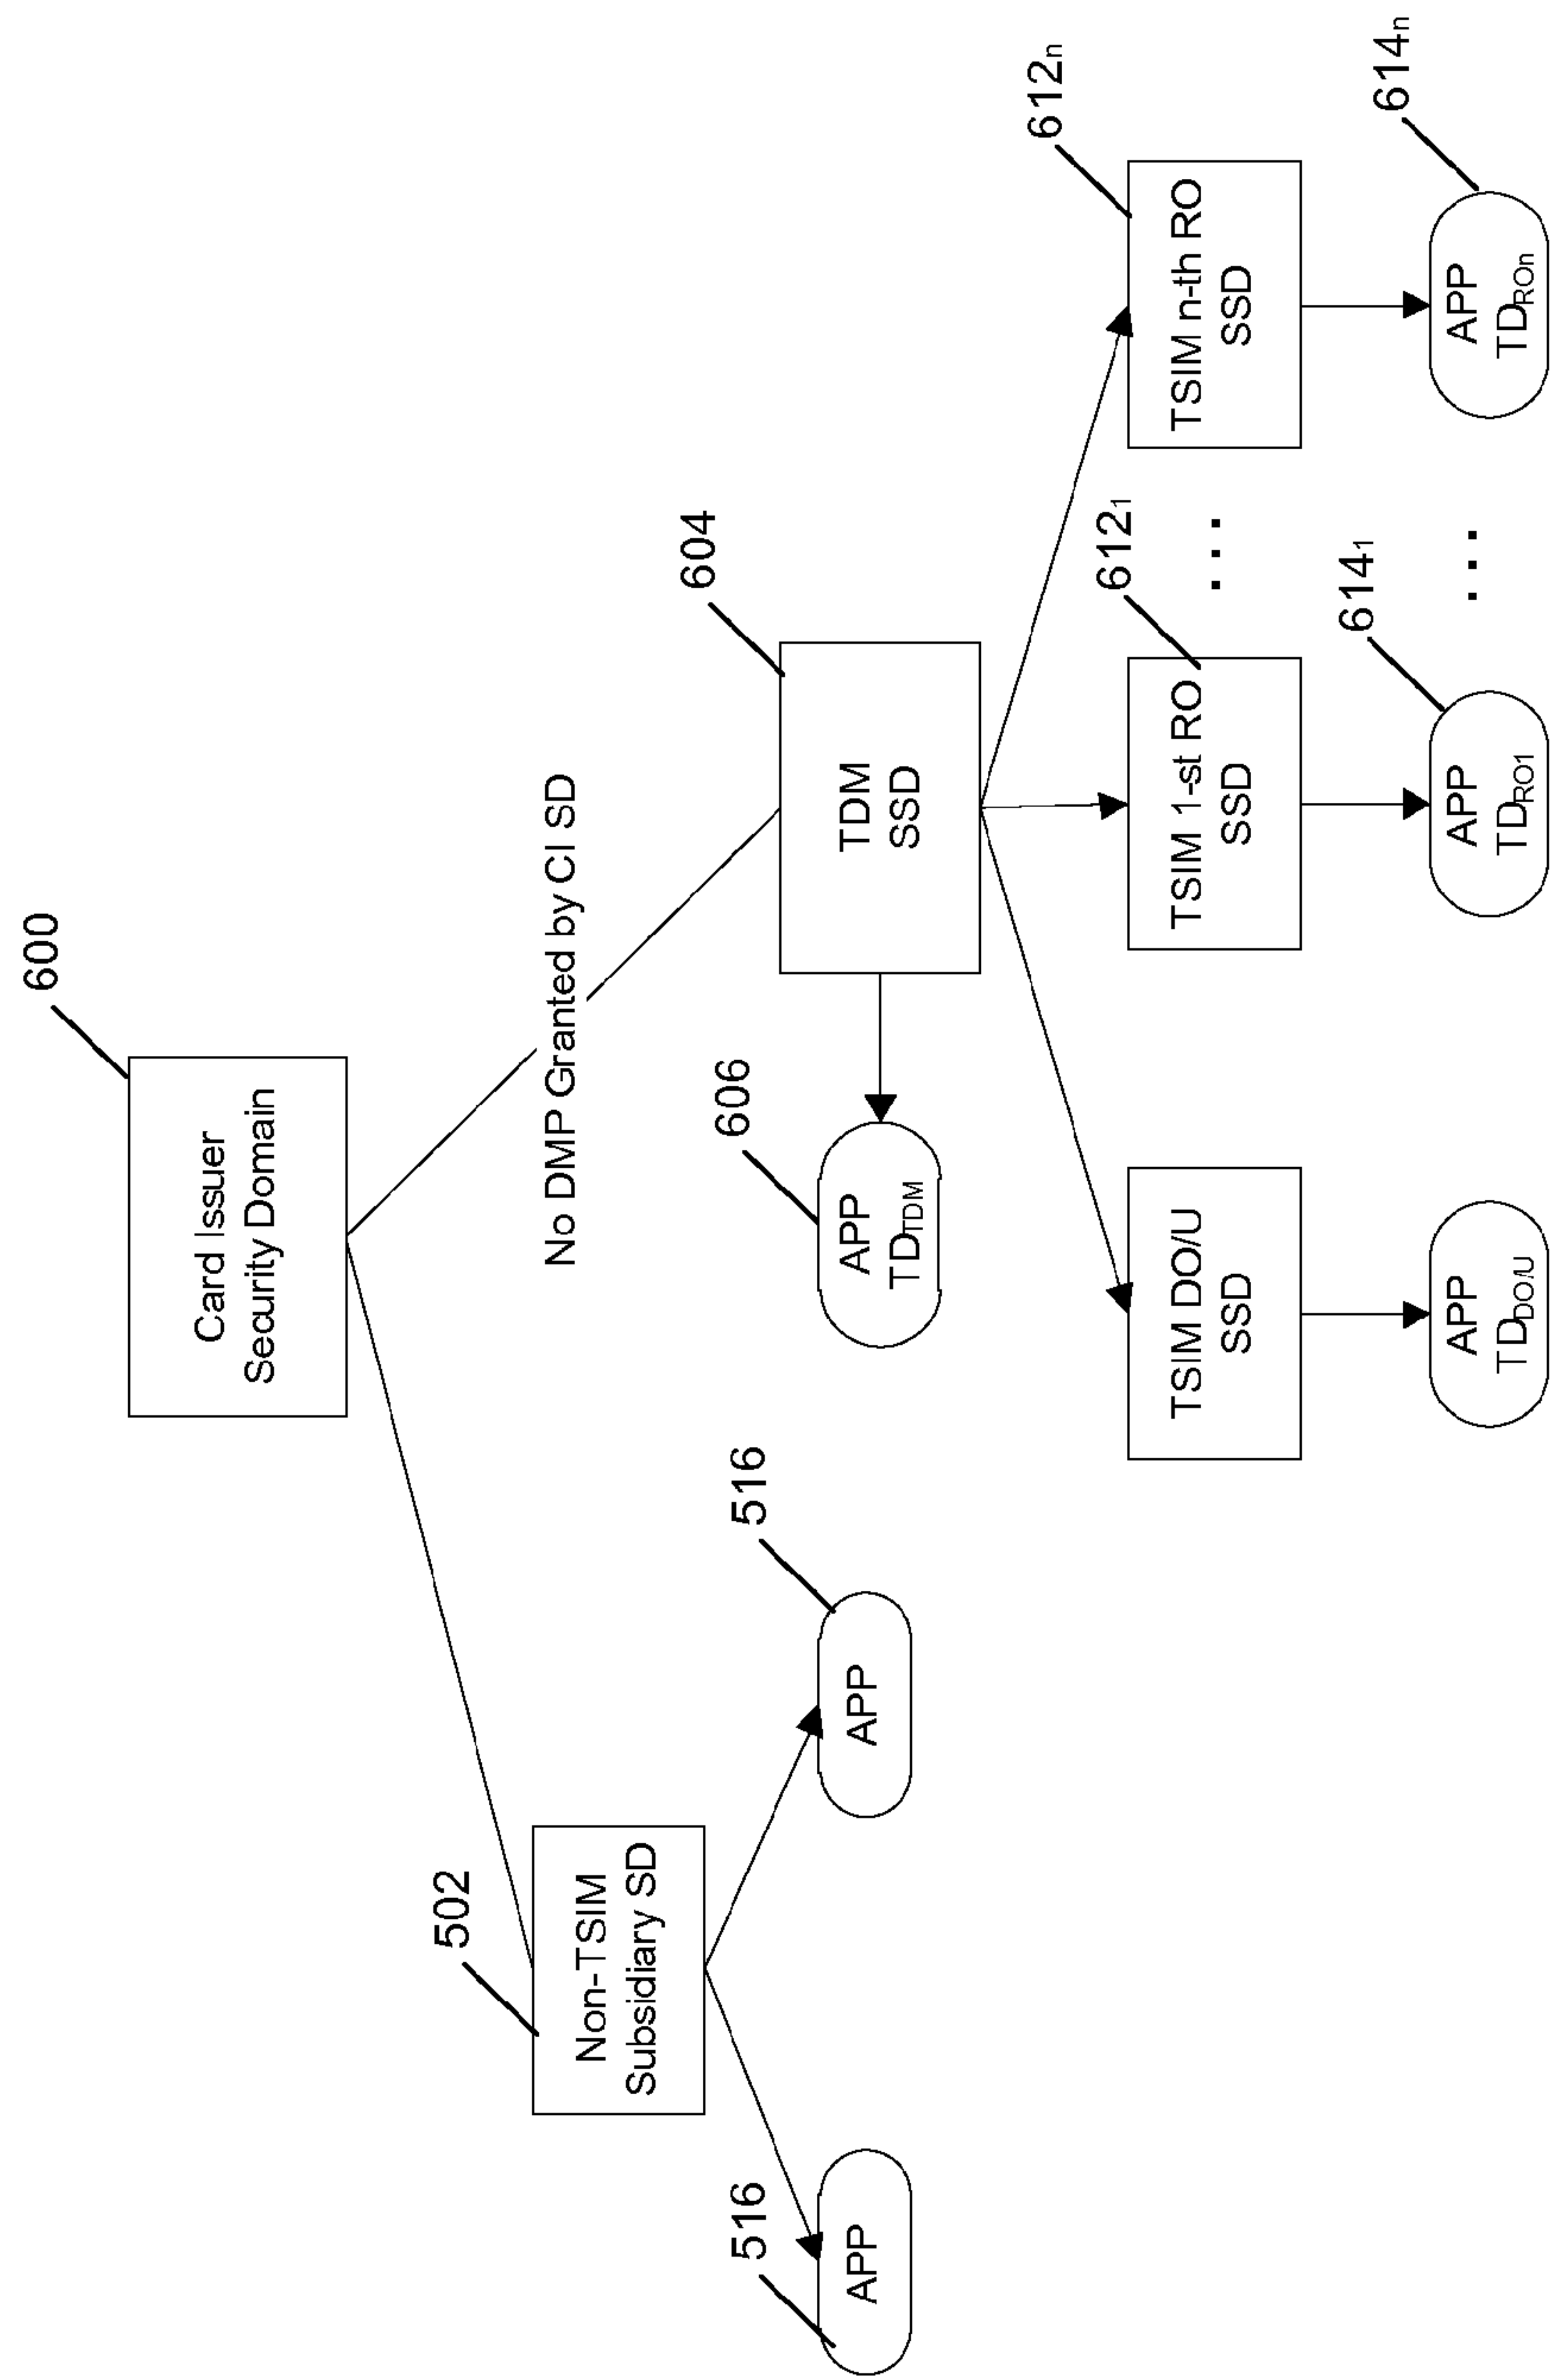 600
Card Issuer
Security Domain
No DMP Granted by CI SD
502
Non-TSIM
Subsidiary SD
604
TDM
SSD
516
APP
516
APP
606
APP
TDTDM
TSIM DO/U
SSD
6121
TSIM 1-st RO
SSD
...
612n
TSIM n-th RO
SSD
APP
TDDO/U
6141
APP
TDRO1
...
614n
APP
TDROn